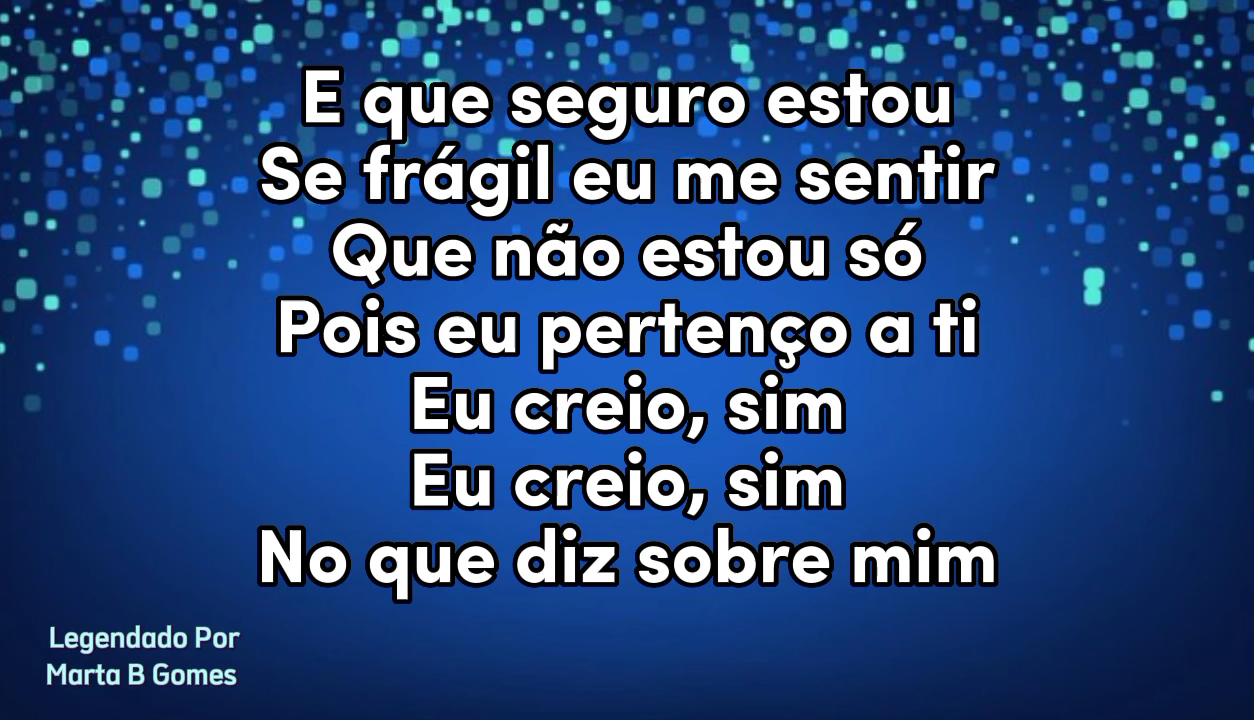 E que seguro estou
Se frágil eu me sentir
Que não estou só
Pois eu pertenço a ti
Eu creio, sim
Eu creio, sim
No que diz sobre mim
Legendado Por
Marta B Gomes